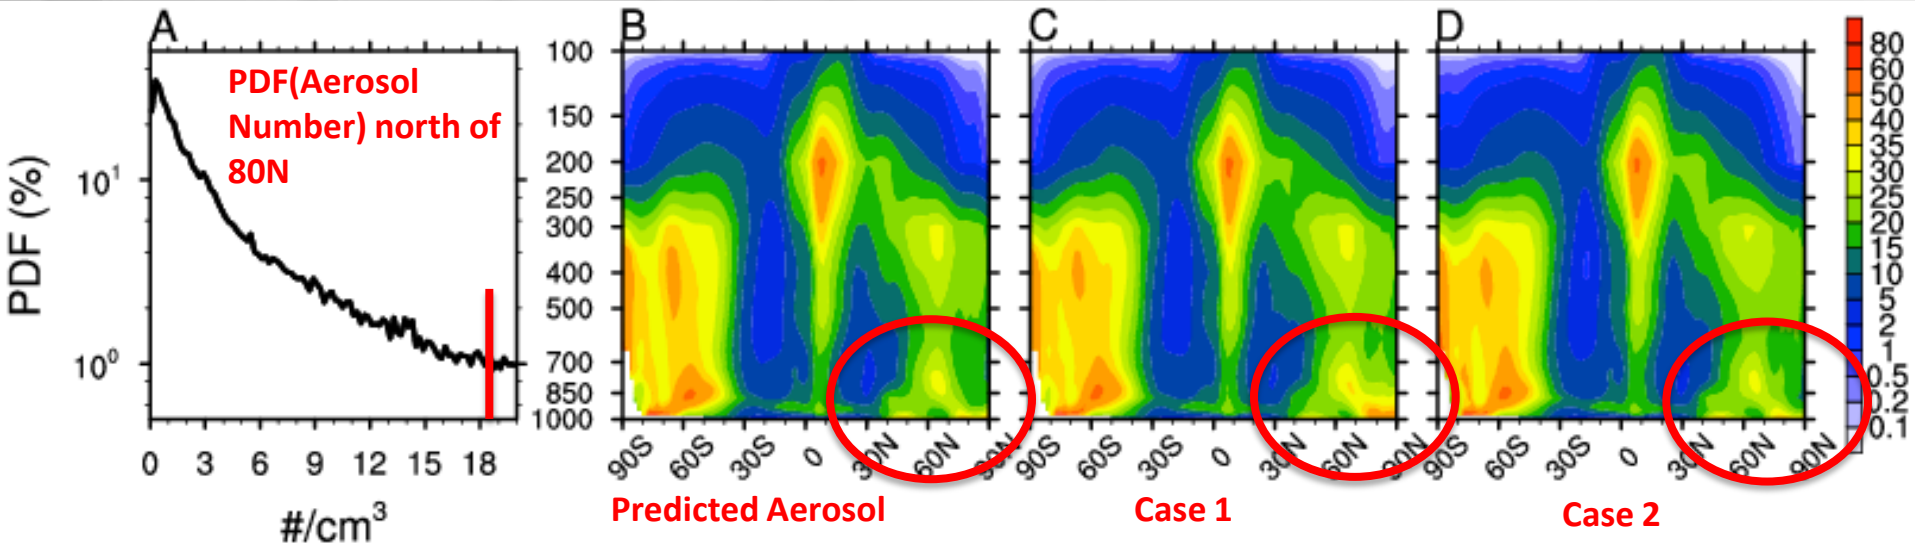 A
B
C
D
PDF(Aerosol
Number) north of
80N
PDF (%)
10¹
10⁰
0 3 6 9 12 15 18
#/cm³
100
150
200
250
300
400
500
700
850
1000
90S 60S 30S 0 30N 60N 90N
90S 60S 30S 0 30N 60N 90N
90S 60S 30S 0 30N 60N 90N
80
60
50
40
35
30
25
20
15
10
5
2
1
0.5
0.2
0.1
Predicted Aerosol
Case 1
Case 2